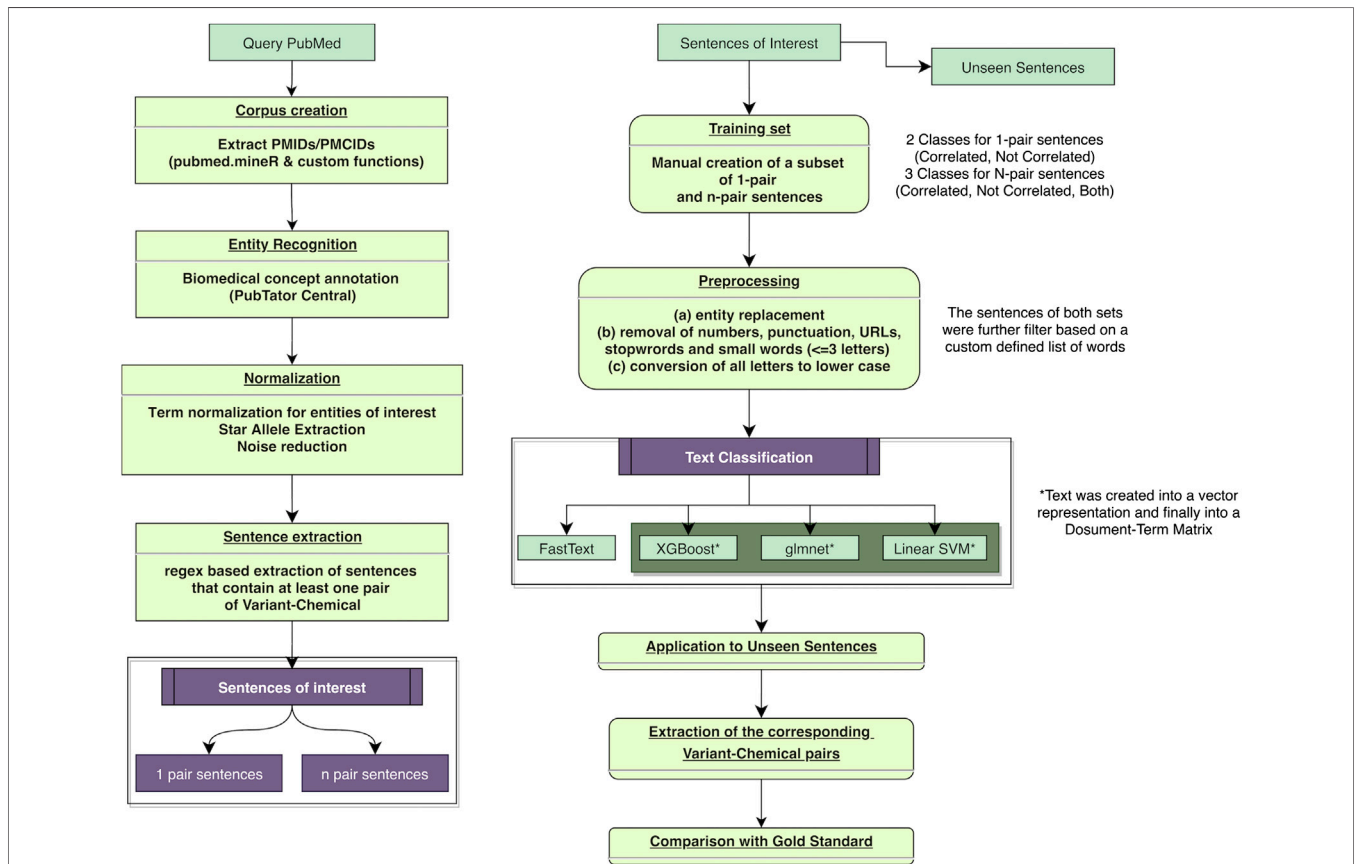 Query PubMed
Corpus creation
Extract PMIDs/PMCIDs
(pubmed.mineR & custom functions)
Entity Recognition
Biomedical concept annotation
(PubTator Central)
Normalization
Term normalization for entities of interest
Star Allele Extraction
Noise reduction
Sentence extraction
regex based extraction of sentences
that contain at least one pair
of Variant-Chemical
Sentences of interest
1 pair sentences
n pair sentences
Sentences of Interest
Unseen Sentences
Training set
Manual creation of a subset
of 1-pair
and n-pair sentences
2 Classes for 1-pair sentences
(Correlated, Not Correlated)
3 Classes for N-pair sentences
(Correlated, Not Correlated, Both)
Preprocessing
(a) entity replacement
(b) removal of numbers, punctuation, URLs,
stopwrords and small words (<=3 letters)
(c) conversion of all letters to lower case
The sentences of both sets
were further filter based on a
custom defined list of words
Text Classification
FastText
XGBoost*
glmnet*
Linear SVM*
*Text was created into a vector
representation and finally into a
Dosument-Term Matrix
Application to Unseen Sentences
Extraction of the corresponding
Variant-Chemical pairs
Comparison with Gold Standard